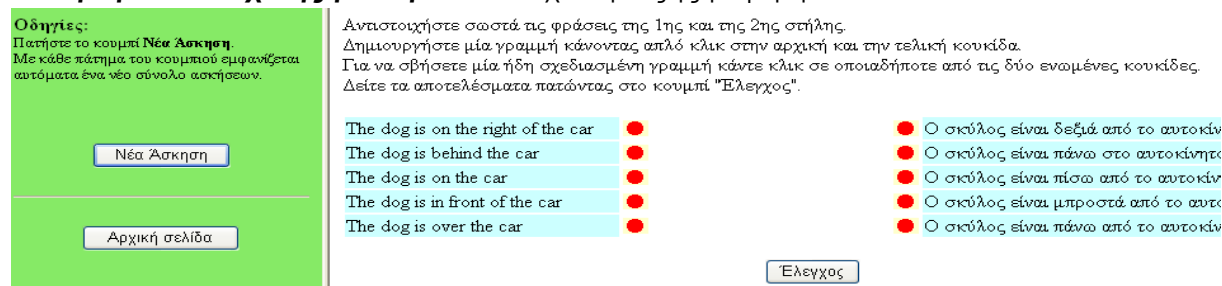 Οδηγίες:
Πατήστε το κουμπί Νέα Άσκηση.
Με κάθε πάτημα του κουμπιού εμφανίζεται
αυτόματα ένα νέο σύνολο ασκήσεων.
Νέα Άσκηση
Αρχική σελίδα
Αντιστοιχήστε σωστά τις φράσεις της 1ης και της 2ης στήλης.
Δημιουργήστε μία γραμμή κάνοντας απλό κλικ στην αρχική και την τελική κουκίδα.
Για να σβήσετε μία ήδη σχεδιασμένη γραμμή κάντε κλικ σε οποιαδήποτε από τις δύο ενωμένες κουκίδες.
Δείτε τα αποτελέσματα πατώντας στο κουμπί "Έλεγχος".
The dog is on the right of the car Ο σκύλος είναι δεξιά από το
The dog is behind the car Ο σκύλος είναι πάνω στο
The dog is on the car Ο σκύλος είναι πίσω από το
The dog is in front of the car Ο σκύλος είναι μπροστά από το
The dog is over the car Ο σκύλος είναι πάνω από το
Έλεγχος